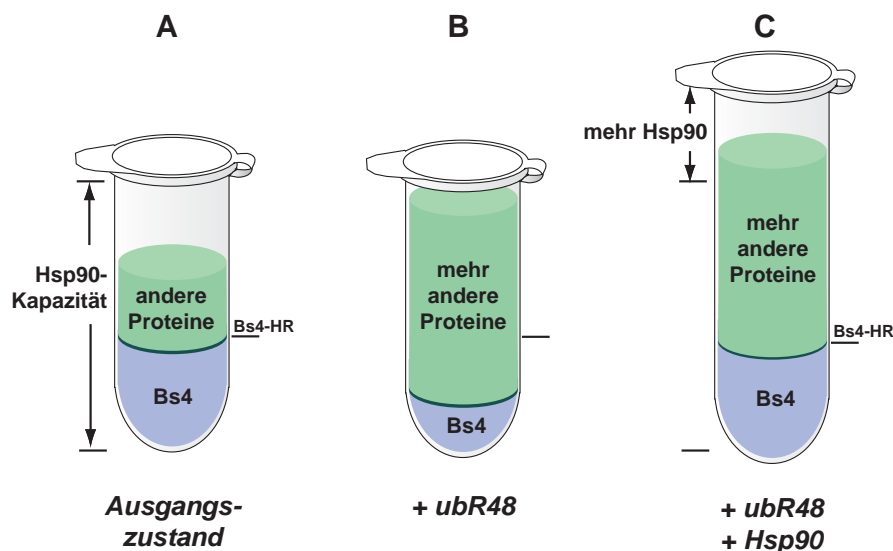 A
B
C
mehr Hsp90
Hsp90-
Kapazität
andere
Proteine
Bs4-HR
Bs4
mehr
andere
Proteine
Bs4
mehr
andere
Proteine
Bs4-HR
Bs4
Ausgangs-
zustand
+ ubR48
+ ubR48
+ Hsp90